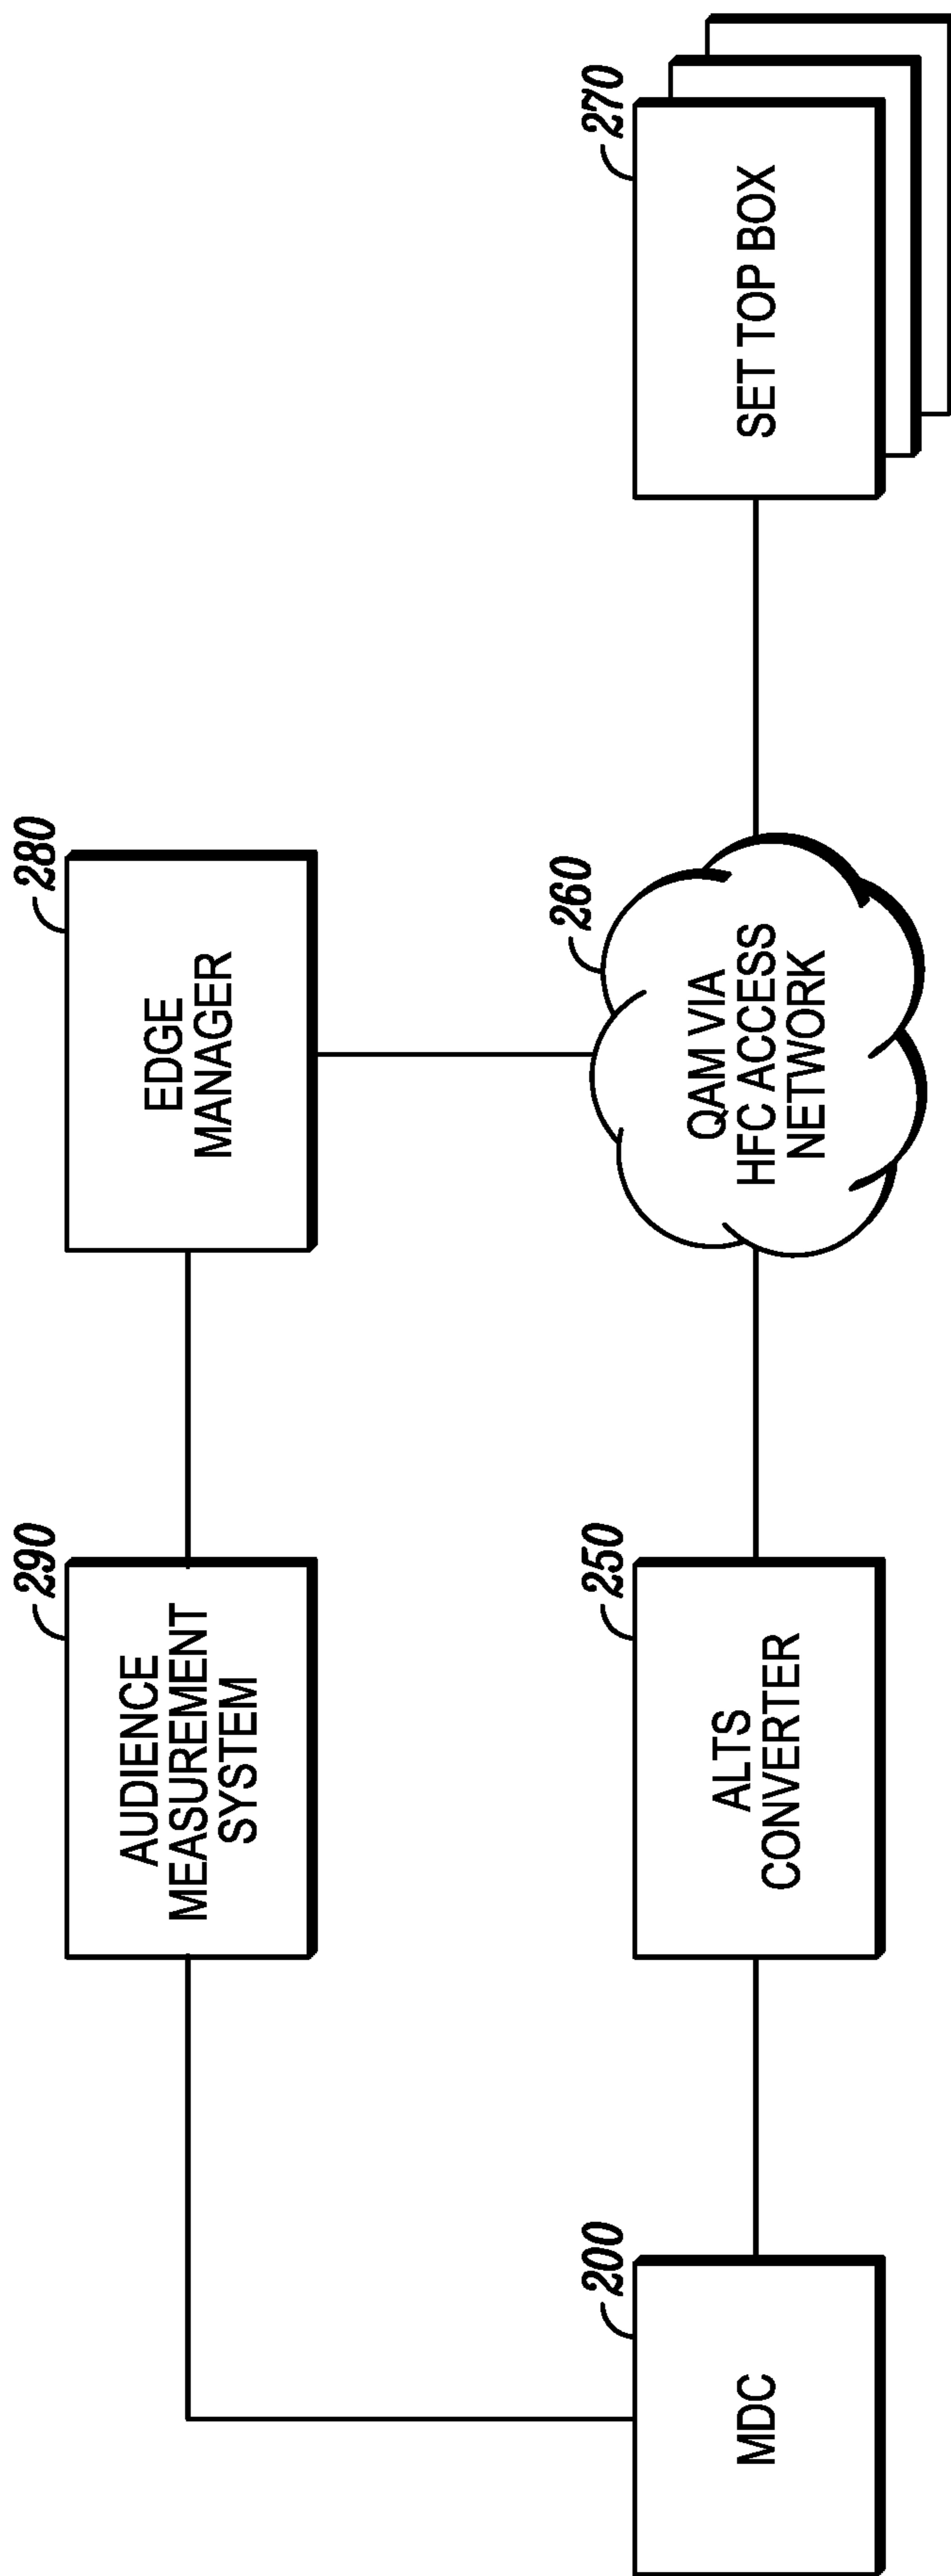 290
AUDIENCE
MEASUREMENT
SYSTEM
280
EDGE
MANAGER
200
MDC
250
ALTS
CONVERTER
260
QAM VIA
HFC ACCESS
NETWORK
270
SET TOP BOX